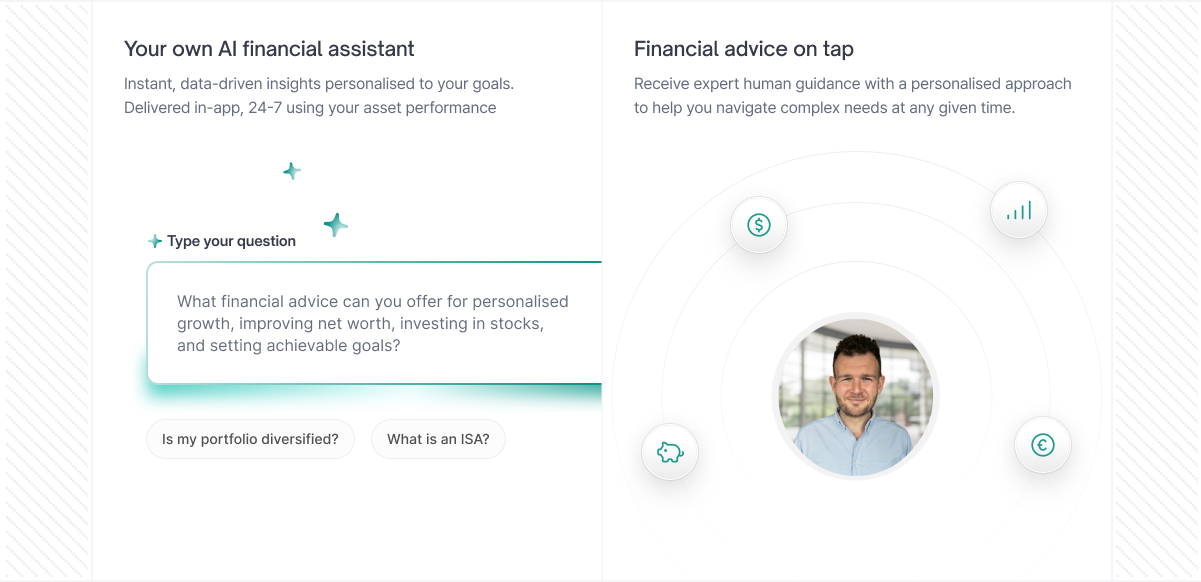 Your own AI financial assistant
Instant, data-driven insights personalised to your goals.
Delivered in-app, 24-7 using your asset performance
Type your question
What financial advice can you offer for personalised
growth, improving net worth, investing in stocks,
and setting achievable goals?
Is my portfolio diversified?
What is an ISA?
Financial advice on tap
Receive expert human guidance with a personalised approach
to help you navigate complex needs at any given time.
$
€